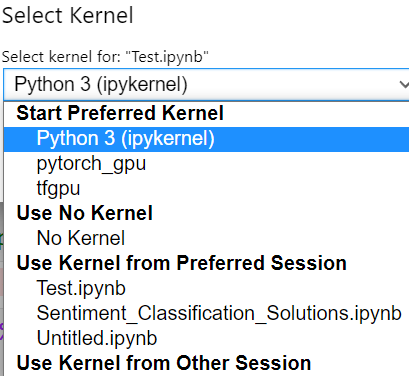 Select Kernel
Select kernel for: "Test.ipynb"
Python 3 (ipykernel)
Start Preferred Kernel
Python 3 (ipykernel)
pytorch_gpu
tfgpu
Use No Kernel
No Kernel
Use Kernel from Preferred Session
Test.ipynb
Sentiment_Classification_Solutions.ipynb
Untitled.ipynb
Use Kernel from Other Session